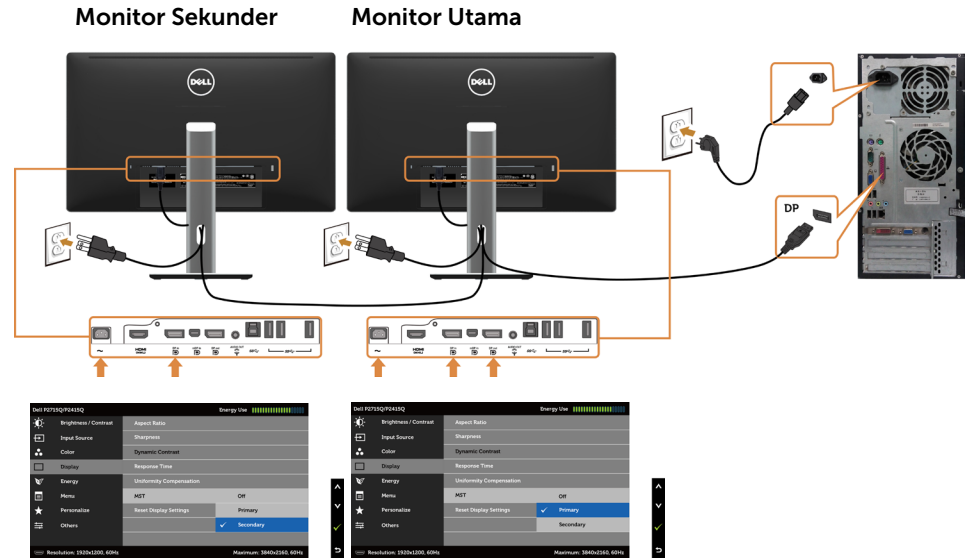 Monitor Sekunder
Monitor Utama
DELL
DELL
DP
HDMI
HDMI
Dell P2715Q/P2415Q
Energy Use
Brightness / Contrast
Aspect Ratio
Input Source
Sharpness
Color
Dynamic Contrast
Display
Response Time
Energy
Uniformity Compensation
Menu
MST
Off
Personalize
Reset Display Settings
Primary
Others
Secondary
Resolution: 1920x1200, 60Hz
Maximum: 3840x2160, 60Hz
Dell P2715Q/P2415Q
Energy Use
Brightness / Contrast
Aspect Ratio
Input Source
Sharpness
Color
Dynamic Contrast
Display
Response Time
Energy
Uniformity Compensation
Menu
MST
Off
Personalize
Reset Display Settings
Primary
Others
Secondary
Resolution: 1920x1200, 60Hz
Maximum: 3840x2160, 60Hz